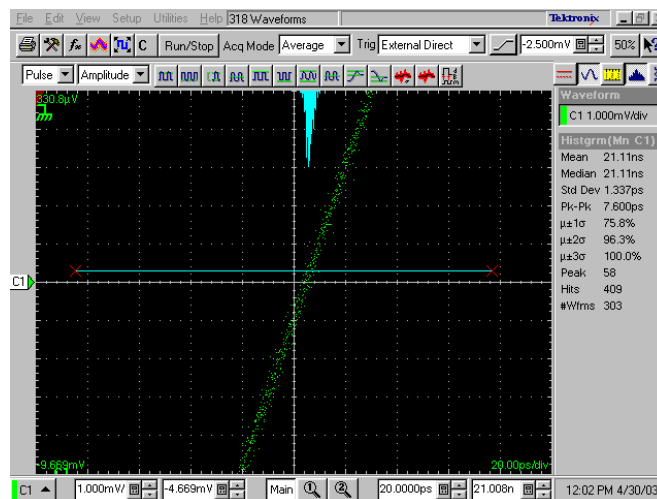 File Edit View Setup Utilities Help 318 Waveforms Tektronix
C Run/Stop Acq Mode Average Trig External Direct -2.500mV 50%
Pulse Amplitude
330.8µV
C1
-9.669mV 20.00ps/div
Waveform
C1 1.000mV/div
Histgrm(Mn C1)
Mean 21.11ns
Median 21.11ns
Std Dev 1.337ps
Pk-Pk 7.600ps
µ±1σ 75.8%
µ±2σ 96.3%
µ±3σ 100.0%
Peak 58
Hits 409
#Wfms 303
C1 1.000mV/ -4.669mV Main 1 2 20.0000ps 21.008n 12:02 PM 4/30/03